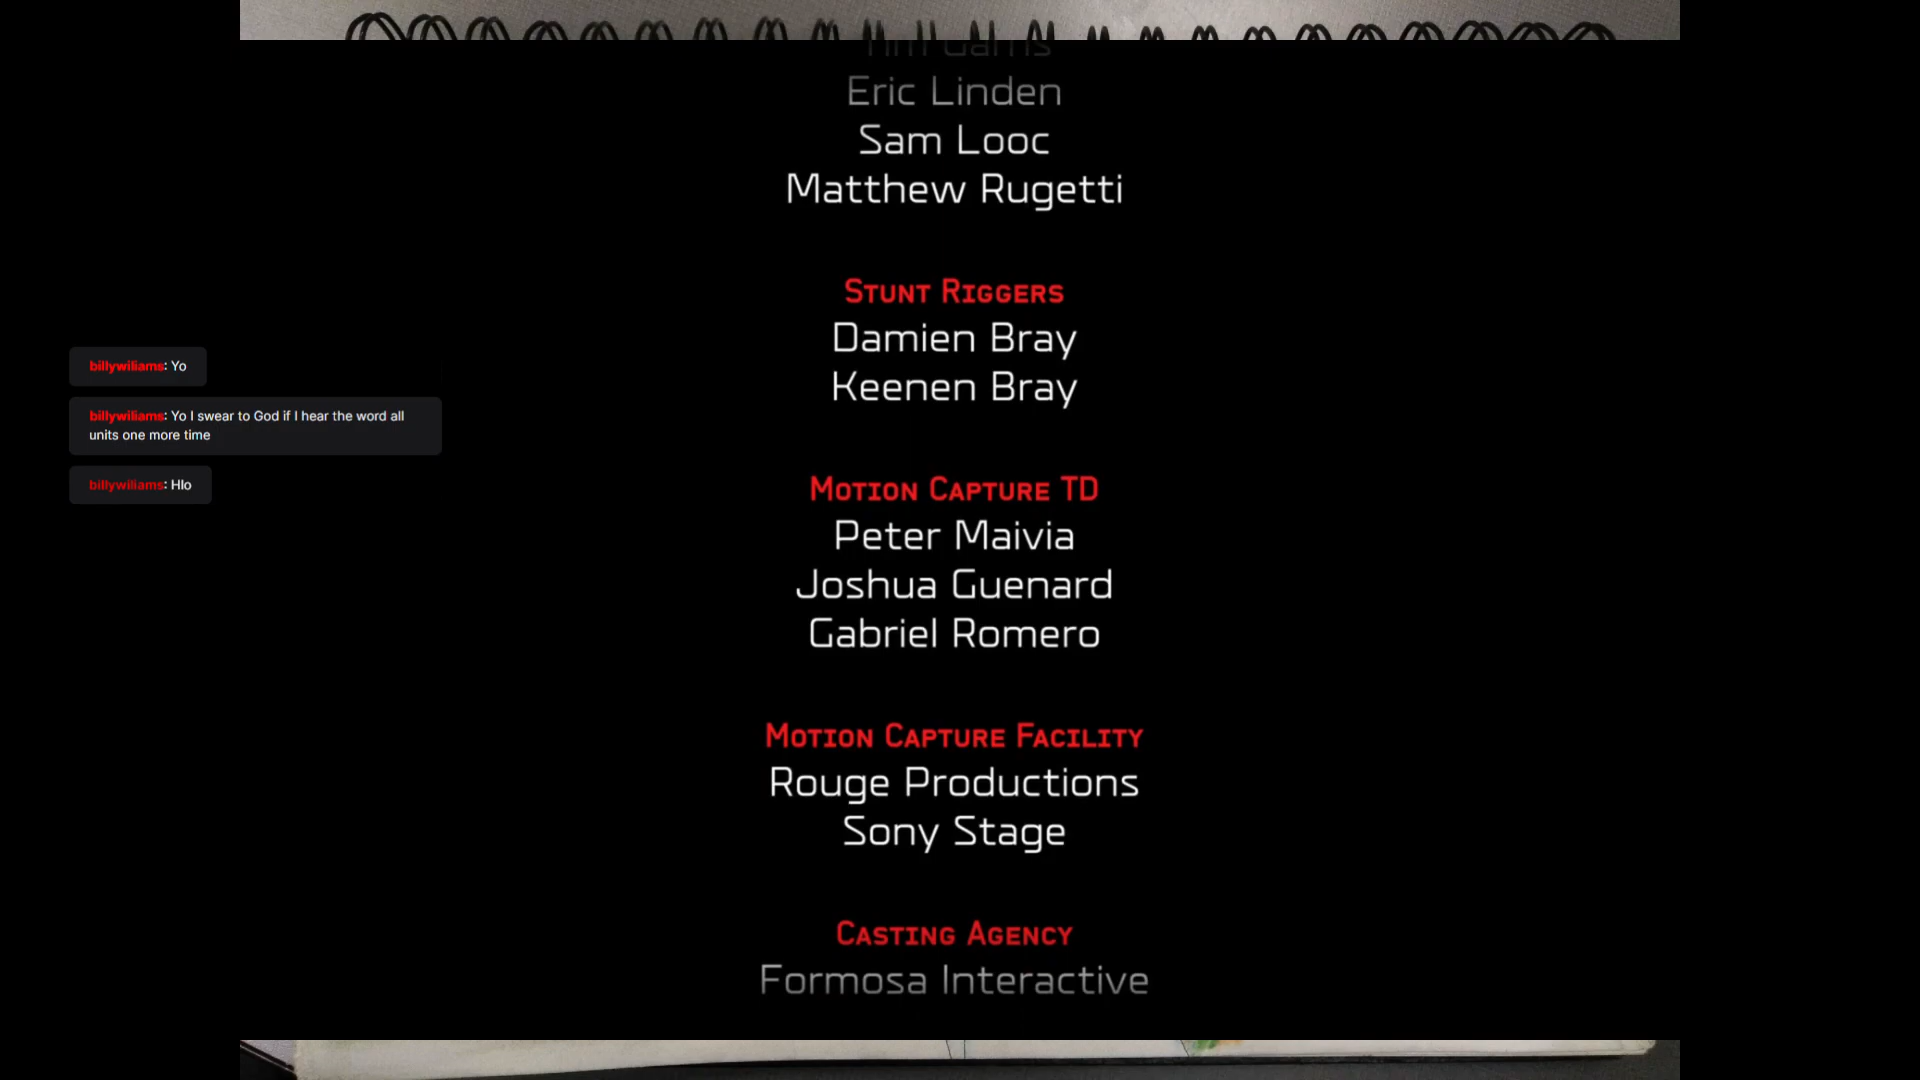 Eric Linden
Sam Looc
Matthew Rugetti
Stunt Riggers
Damien Bray
Keenen Bray
billywiliams: Yo
billywiliams: Yo I swear to God if I hear the word all
units one more time
billywiliams: Hlo
Motion Capture TD
Peter Maivia
Joshua Guenard
Gabriel Romero
Motion Capture Facility
Rouge Productions
Sony Stage
Casting Agency
Formosa Interactive